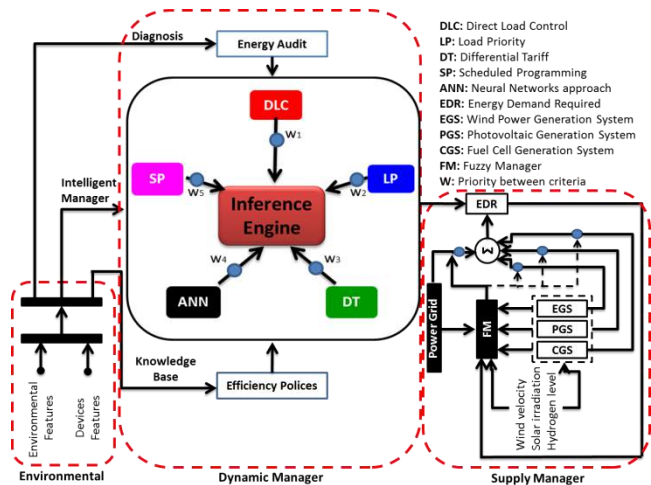 Diagnosis
Energy Audit
DLC
W1
SP
W5
LP
W2
Inference
Engine
W4
W3
ANN
DT
Intelligent
Manager
Knowledge
Base
Efficiency Polices
Environmental
Features
Devices
Features
Environmental
Dynamic Manager
DLC: Direct Load Control
LP: Load Priority
DT: Differential Tariff
SP: Scheduled Programming
ANN: Neural Networks approach
EDR: Energy Demand Required
EGS: Wind Power Generation System
PGS: Photovoltaic Generation System
CGS: Fuel Cell Generation System
FM: Fuzzy Manager
W: Priority between criteria
EDR
Σ
Power Grid
FM
EGS
PGS
CGS
Wind velocity
Solar irradiation
Hydrogen level
Supply Manager